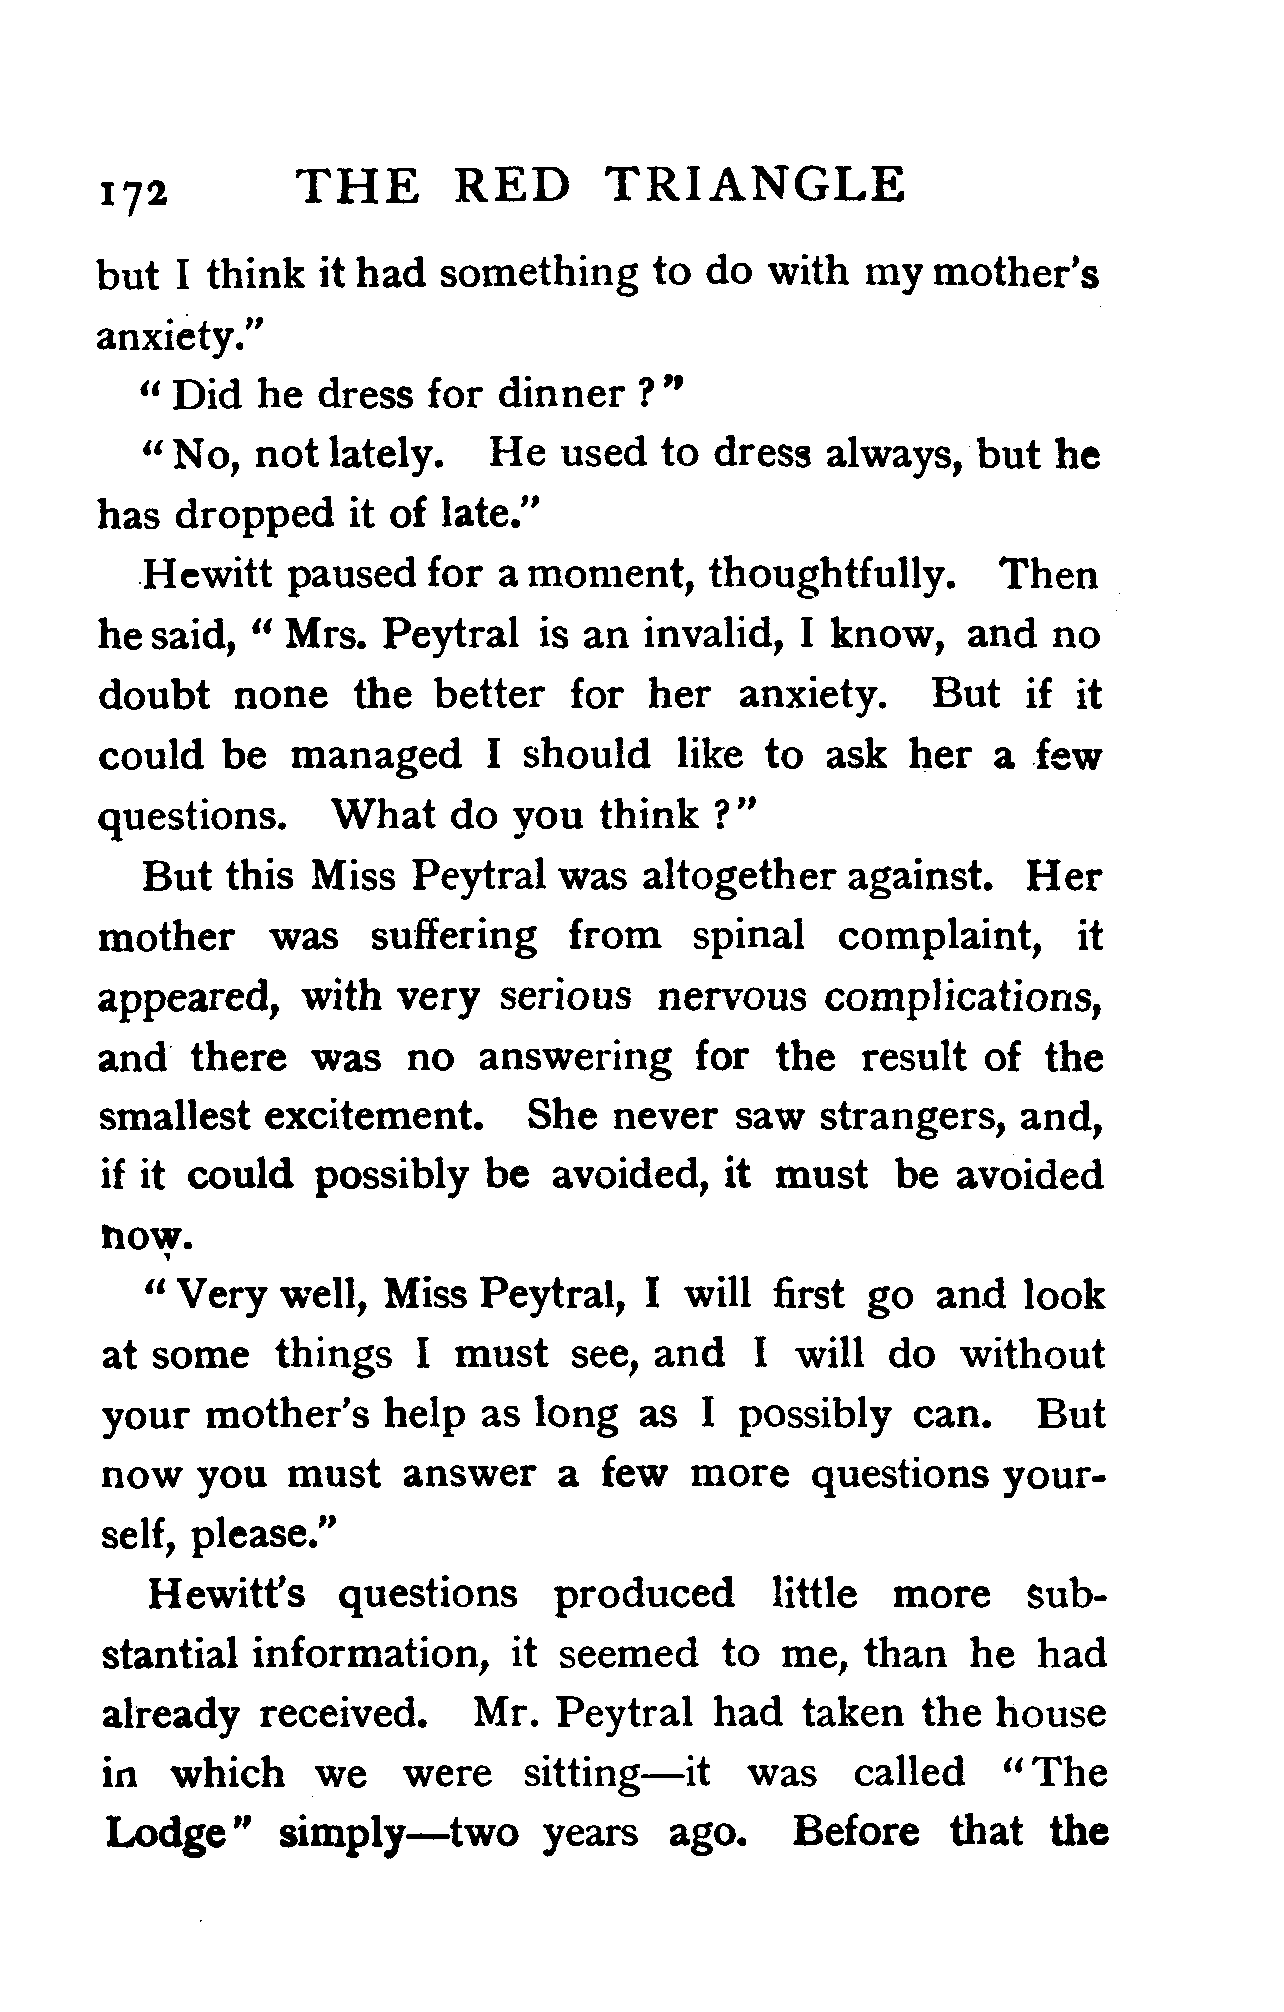 172 THE RED TRIANGLE
but I think it had something to do with my mother's
anxiety."
" Did he dress for dinner ? "
" No, not lately. He used to dress always, but he
has dropped it of late."
Hewitt paused for a moment, thoughtfully. Then
he said, " Mrs. Peytral is an invalid, I know, and no
doubt none the better for her anxiety. But if it
could be managed I should like to ask her a few
questions. What do you think ? "
But this Miss Peytral was altogether against. Her
mother was suffering from spinal complaint, it
appeared, with very serious nervous complications,
and there was no answering for the result of the
smallest excitement. She never saw strangers, and,
if it could possibly be avoided, it must be avoided
now.
" Very well, Miss Peytral, I will first go and look
at some things I must see, and I will do without
your mother's help as long as I possibly can. But
now you must answer a few more questions your-
self, please."
Hewitt's questions produced little more sub-
stantial information, it seemed to me, than he had
already received. Mr. Peytral had taken the house
in which we were sitting—it was called " The
Lodge " simply—two years ago. Before that the